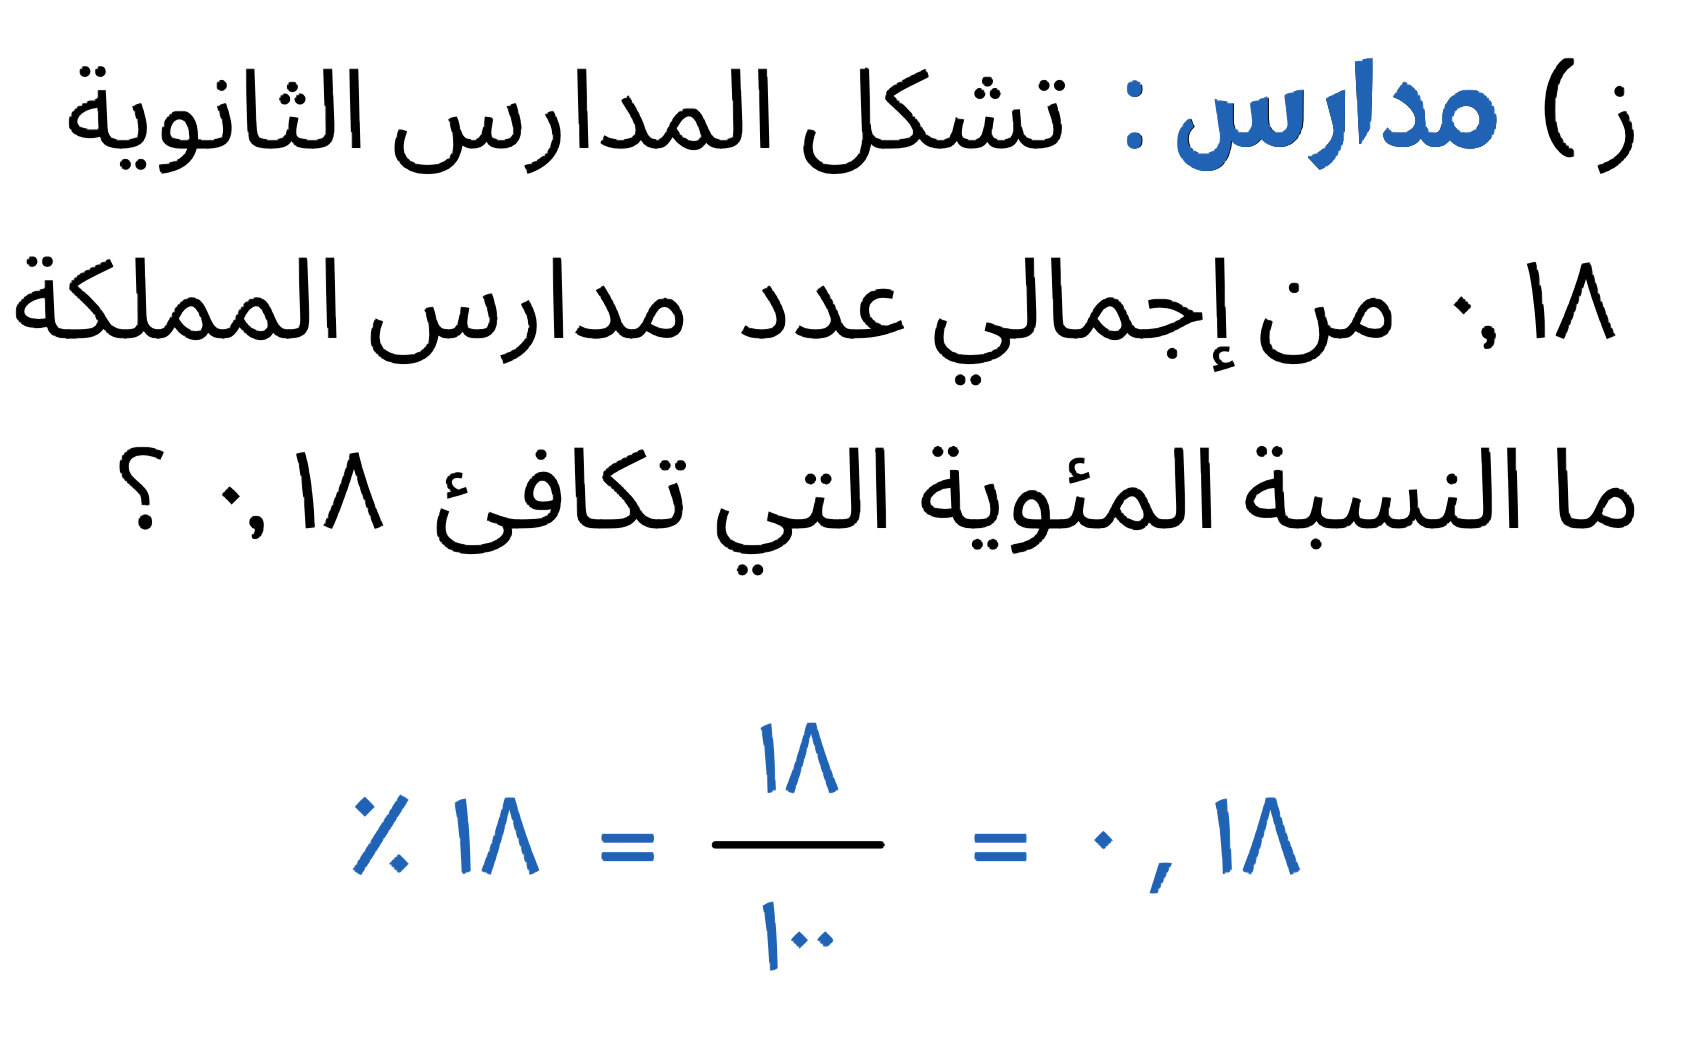 ز) مدارس : تشكل المدارس الثانوية
٠,١٨ من إجمالي عدد مدارس المملكة
ما النسبة المئوية التي تكافئ ٠,١٨ ؟
٠,١٨ = ١٨/١٠٠ = ١٨ ٪